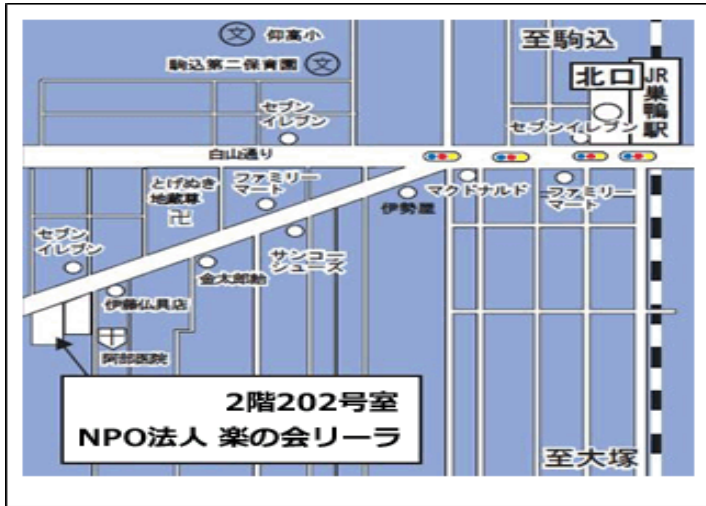 文
仰高小
至駒込
駒込第二保育園
文
北口
JR巣鴨駅
セブン
イレブン
セブンイレブン
白山通り
とげぬき
地蔵尊
卍
ファミリー
マート
伊勢屋
マクドナルド
ファミリー
マート
セブン
イレブン
サンコー
シューズ
金太郎飴
伊藤仏具店
阿部医院
2階202号室
NPO法人 楽の会リーラ
至大塚